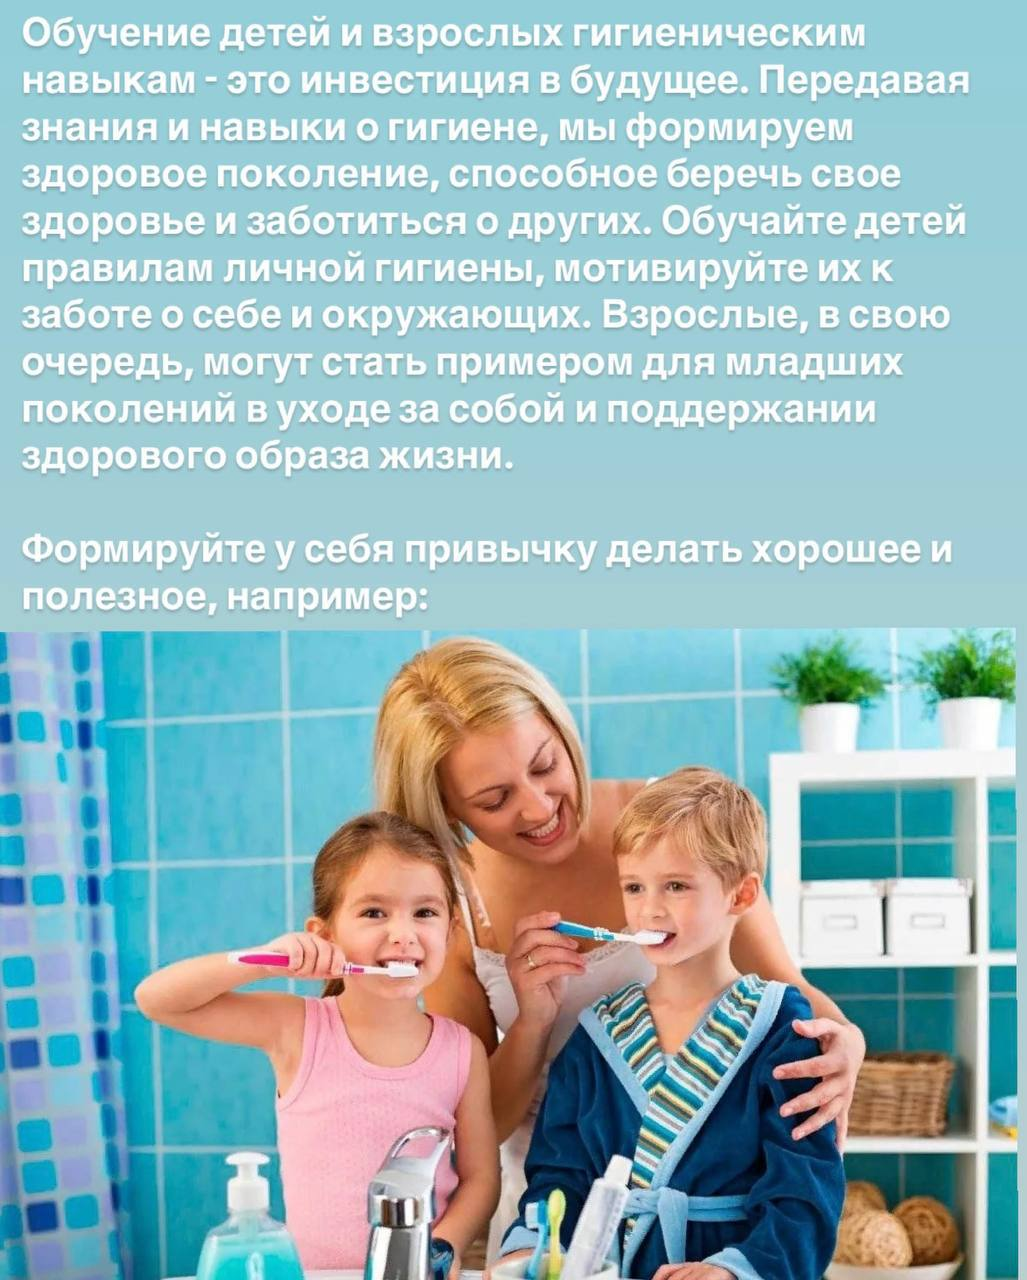 Обучение детей и взрослых гигиеническим
навыкам - это инвестиция в будущее. Передавая
знания и навыки о гигиене, мы формируем
здоровое поколение, способное беречь свое
здоровье и заботиться о других. Обучайте детей
правилам личной гигиены, мотивируйте их к
заботе о себе и окружающих. Взрослые, в свою
очередь, могут стать примером для младших
поколений в уходе за собой и поддержании
здорового образа жизни.
Формируйте у себя привычку делать хорошее и
полезное, например: